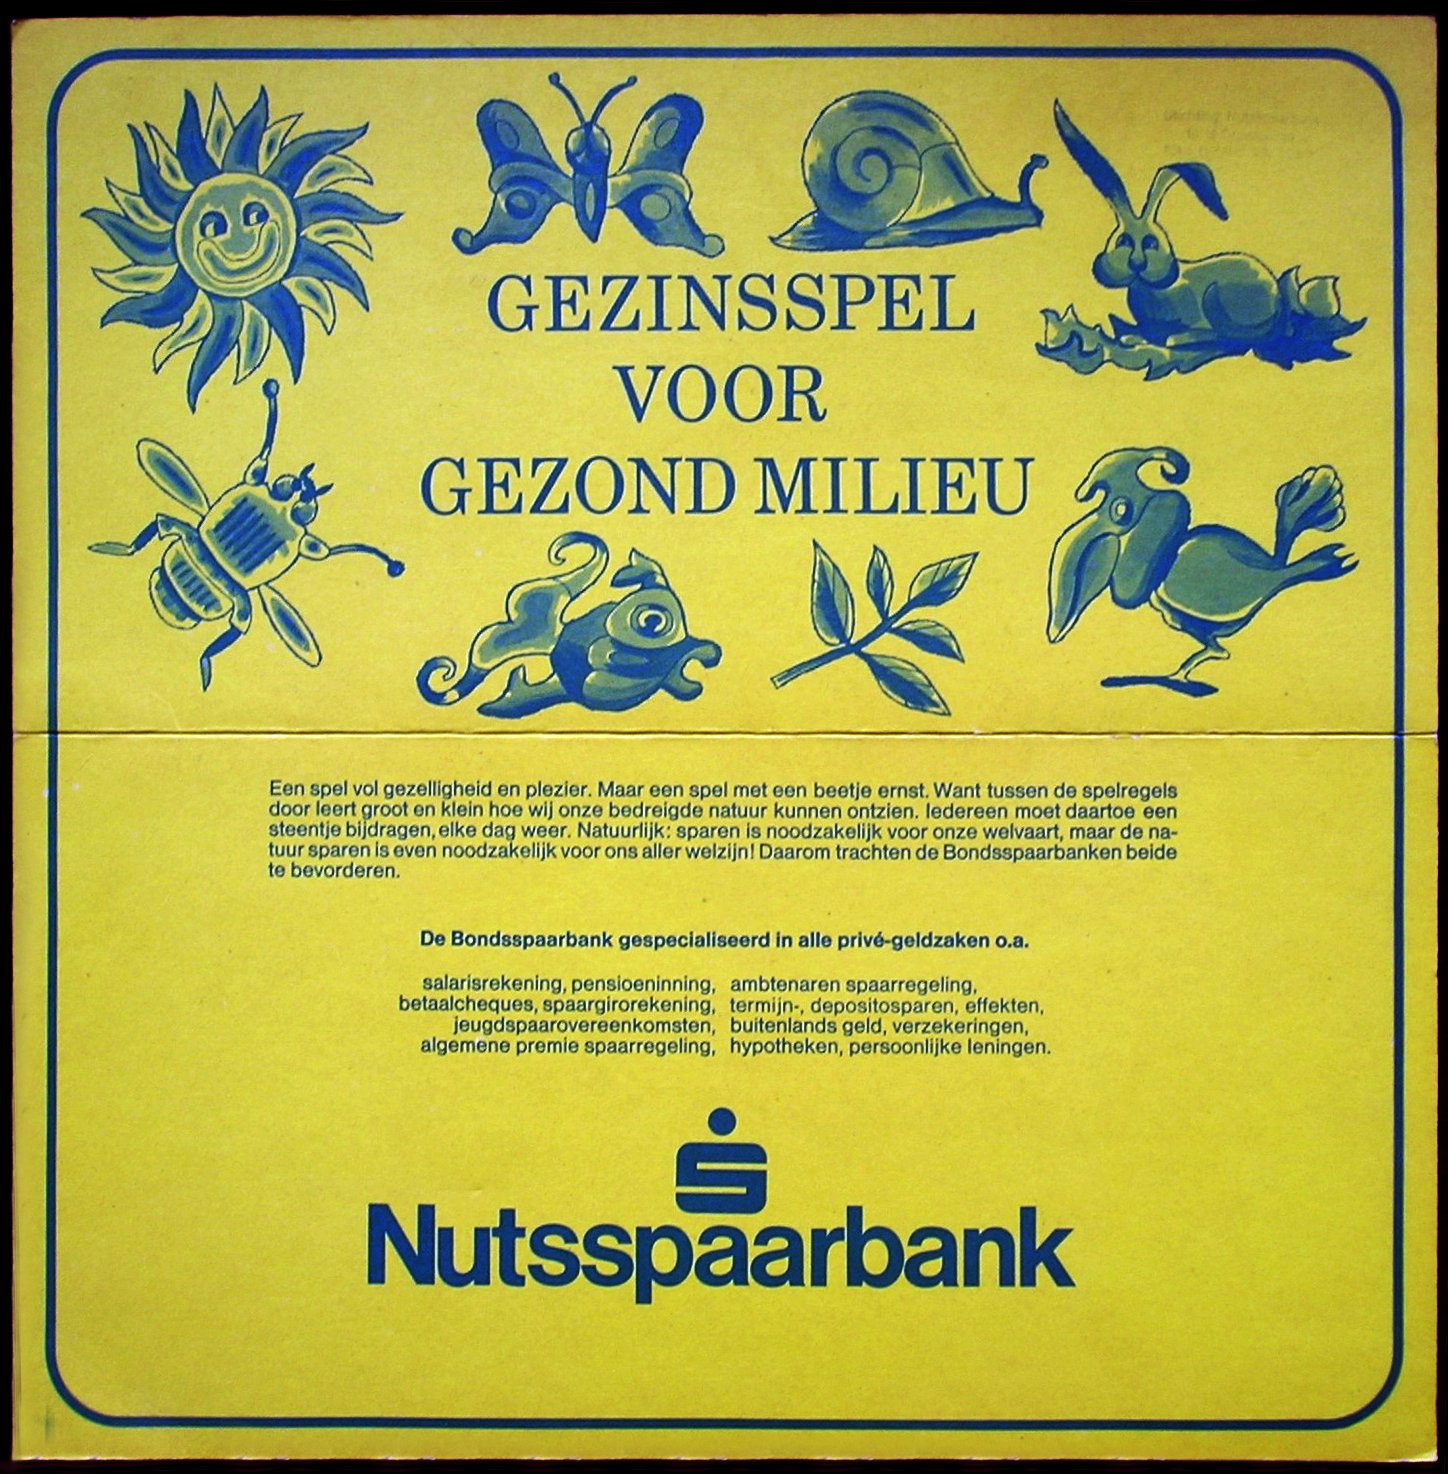 GEZINSSPEL
VOOR
GEZOND MILIEU
Een spel vol gezelligheid en plezier. Maar een spel met een beetje ernst. Want tussen de spelregels
door leert groot en klein hoe wij onze bedreigde natuur kunnen ontzien. Iedereen moet daartoe een
steentje bijdragen, elke dag weer. Natuurlijk: sparen is noodzakelijk voor onze welvaart, maar de na-
tuur sparen is even noodzakelijk voor ons aller welzijn! Daarom trachten de Bondsspaarbanken beide
te bevorderen.
De Bondsspaarbank gespecialiseerd in alle privé-geldzaken o.a.
salarisrekening, pensioeninning, ambtenaren spaarregeling,
betaalcheques, spaargirorekening, termijn-, depositosparen, effekten,
jeugdspaarovereenkomsten, buitenlands geld, verzekeringen,
algemene premie spaarregeling, hypotheken, persoonlijke leningen.
Nutsspaarbank